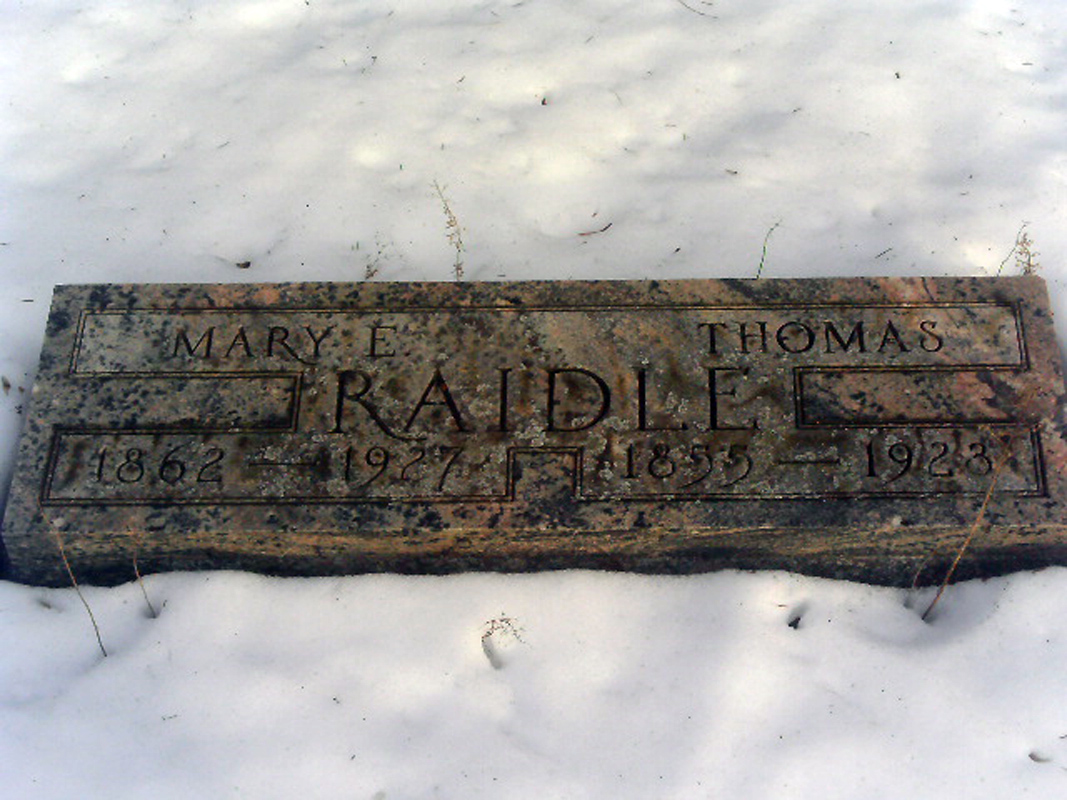 MARY E. THOMAS
RAIDLE
1862 — 1927 1855 — 1923